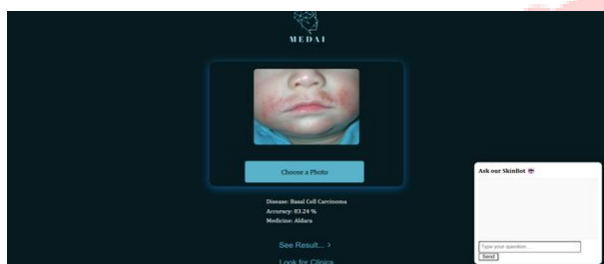 MEDAI
Choose a Photo
Disease: Basal Cell Carcinoma
Accuracy: 83.24 %
Medicine: Aldara
See Result... >
Look for Clinics
Ask our SkinBot
Type your question...
Send